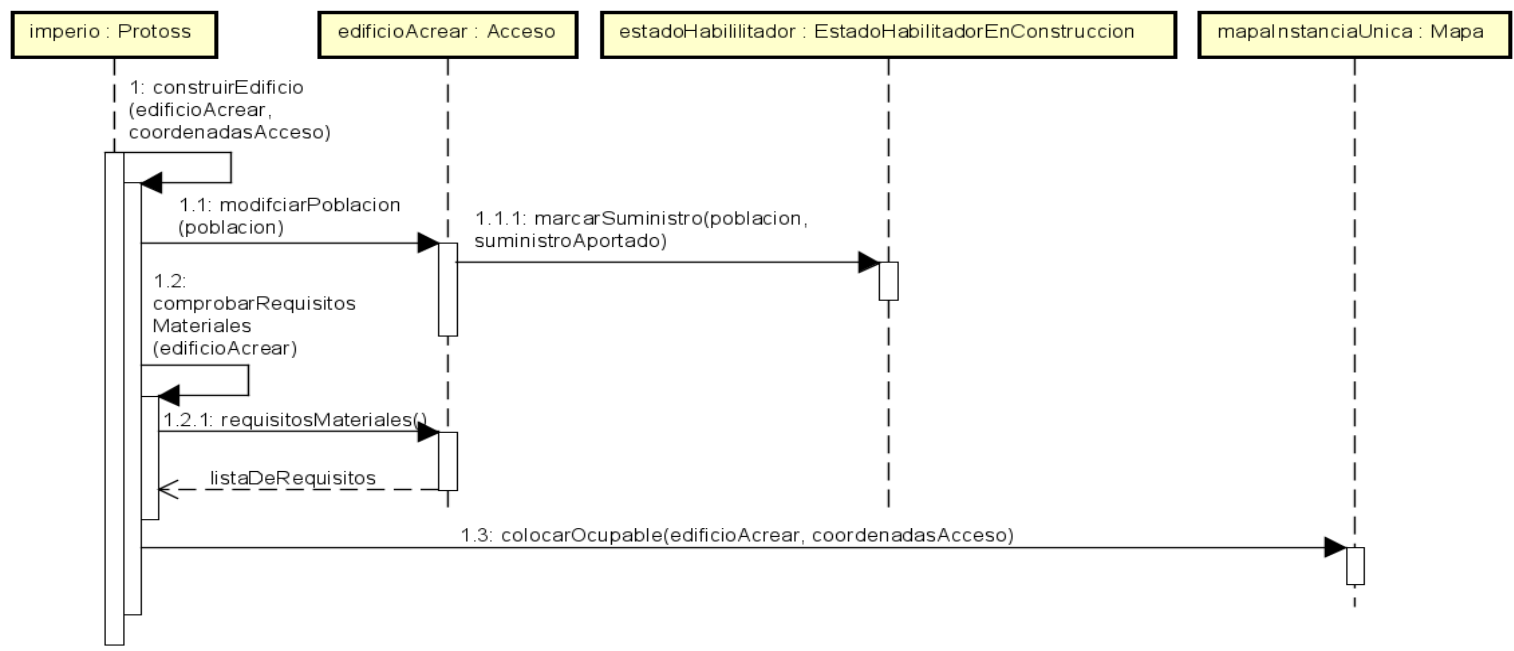 imperio : Protoss
edificioAcrear : Acceso
estadoHabililitador : EstadoHabilitadorEnConstruccion
mapaInstanciaUnica : Mapa
1: construirEdificio
(edificioAcrear,
coordenadasAcceso)
1.1: modifciarPoblacion
(poblacion)
1.1.1: marcarSuministro(poblacion,
suministroAportado)
1.2:
comprobarRequisitos
Materiales
(edificioAcrear)
1.2.1: requisitosMateriales()
listaDeRequisitos
1.3: colocarOcupable(edificioAcrear, coordenadasAcceso)